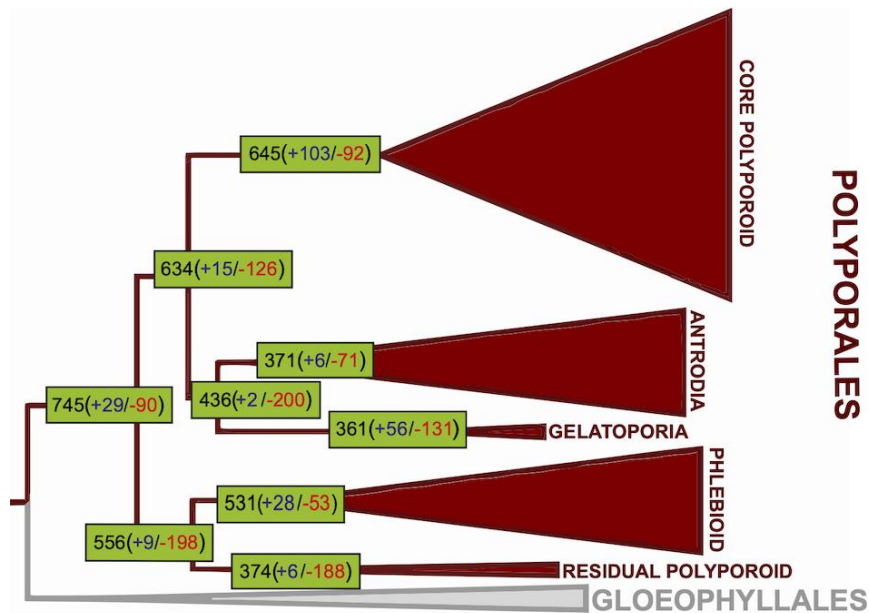 645(+103/-92)
CORE POLYPOROID
POLYPORALES
634(+15/-126)
371(+6/-71)
ANTRODIA
745(+29/-90)
436(+2/-200)
361(+56/-131)
GELATOPORIA
531(+28/-53)
PHLEBIOID
556(+9/-198)
374(+6/-188)
RESIDUAL POLYPOROID
GLOEOPHYLLALES